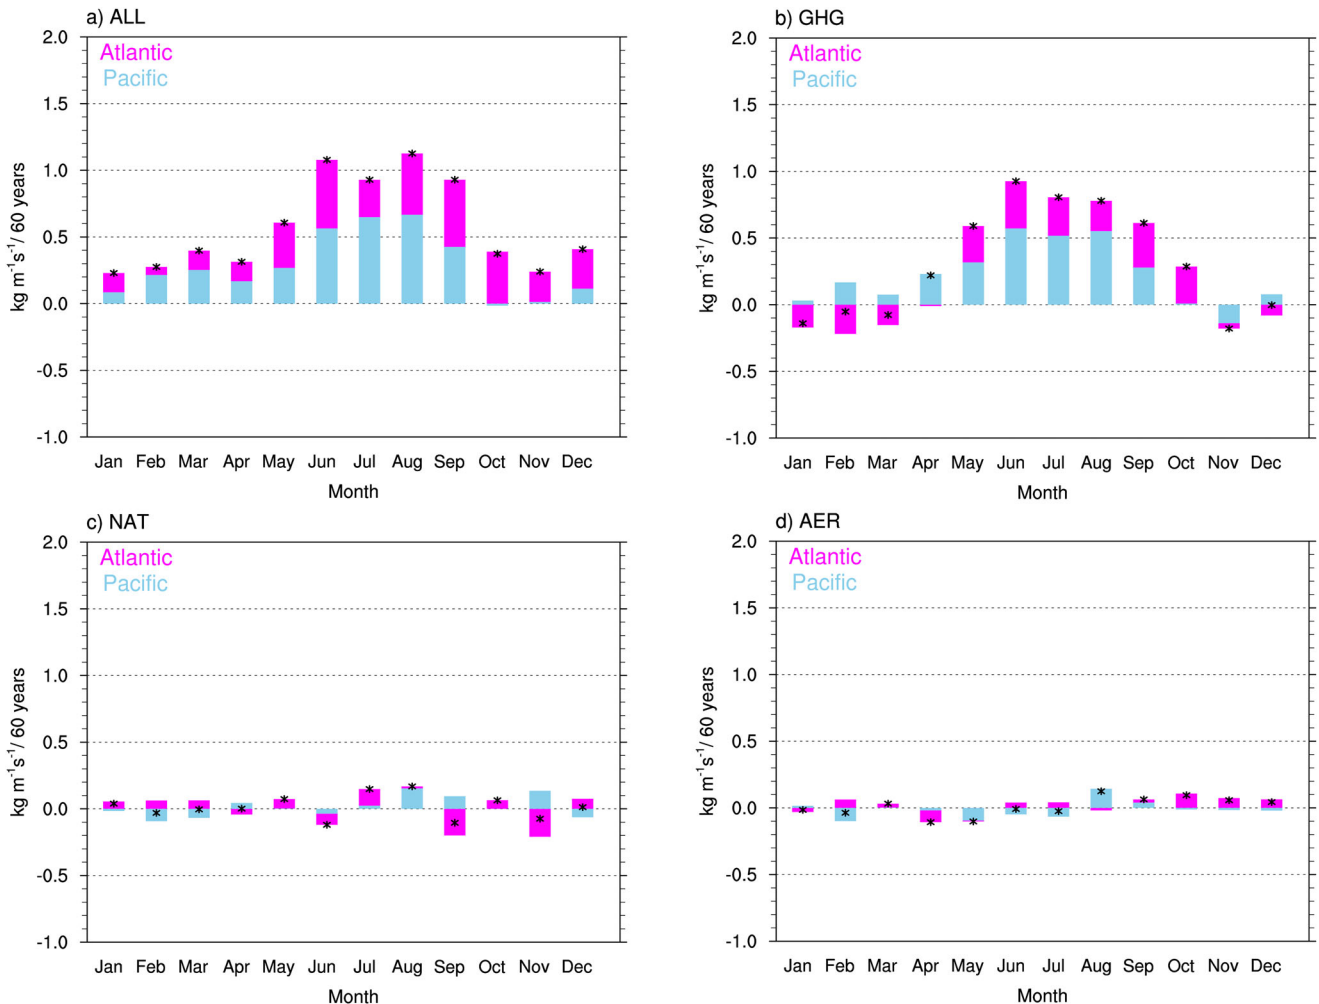 a) ALL
Atlantic
Pacific
2.0
1.5
1.0
0.5
0.0
-0.5
-1.0
kg m⁻¹s⁻¹/ 60 years
Jan Feb Mar Apr May Jun Jul Aug Sep Oct Nov Dec
Month
b) GHG
Atlantic
Pacific
2.0
1.5
1.0
0.5
0.0
-0.5
-1.0
kg m⁻¹s⁻¹/ 60 years
Jan Feb Mar Apr May Jun Jul Aug Sep Oct Nov Dec
Month
c) NAT
Atlantic
Pacific
2.0
1.5
1.0
0.5
0.0
-0.5
-1.0
kg m⁻¹s⁻¹/ 60 years
Jan Feb Mar Apr May Jun Jul Aug Sep Oct Nov Dec
Month
d) AER
Atlantic
Pacific
2.0
1.5
1.0
0.5
0.0
-0.5
-1.0
kg m⁻¹s⁻¹/ 60 years
Jan Feb Mar Apr May Jun Jul Aug Sep Oct Nov Dec
Month